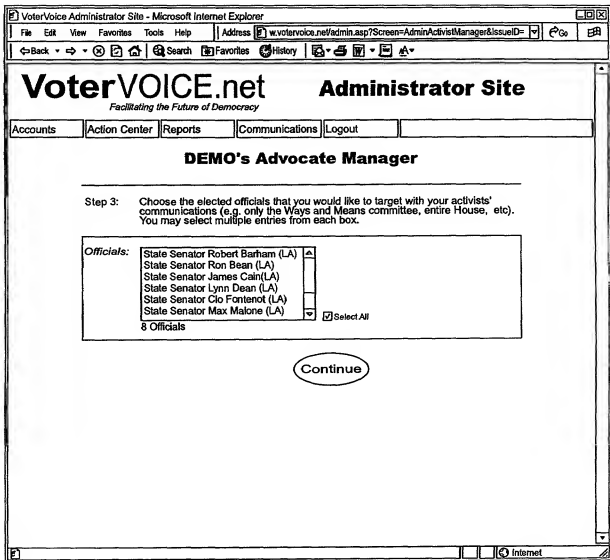 VoterVoice Administrator Site - Microsoft Internet Explorer
File Edit View Favorites Tools Help Address w.votervoice.net/admin.asp?Screen=AdminActivistManager&IssueID= Go
Back Search Favorites History
VoterVOICE.net Administrator Site
Facilitating the Future of Democracy
Accounts Action Center Reports Communications Logout
DEMO's Advocate Manager
Step 3: Choose the elected officials that you would like to target with your activists'
communications (e.g. only the Ways and Means committee, entire House, etc).
You may select multiple entries from each box.
Officials: State Senator Robert Barham (LA)
State Senator Ron Bean (LA)
State Senator James Cain(LA)
State Senator Lynn Dean (LA)
State Senator Clo Fontenot (LA)
State Senator Max Malone (LA)
Select All
8 Officials
Continue
Internet